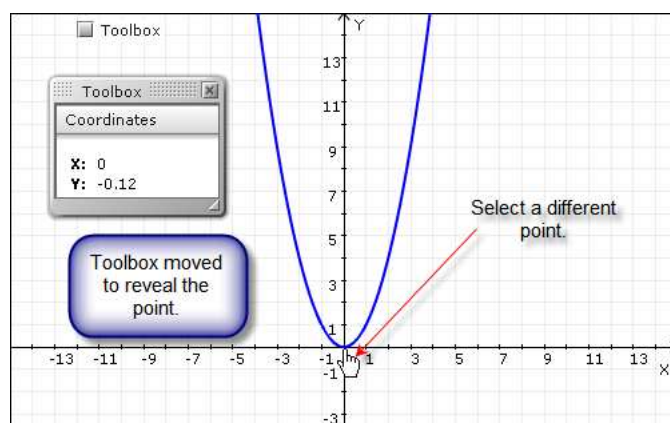 Toolbox
Y
Toolbox
Coordinates
X: 0
Y: -0.12
Toolbox moved
to reveal the
point.
Select a different
point.
13
11
9
7
5
3
1
-1
-3
-13 -11 -9 -7 -5 -3 -1 1 3 5 7 9 11 13
X